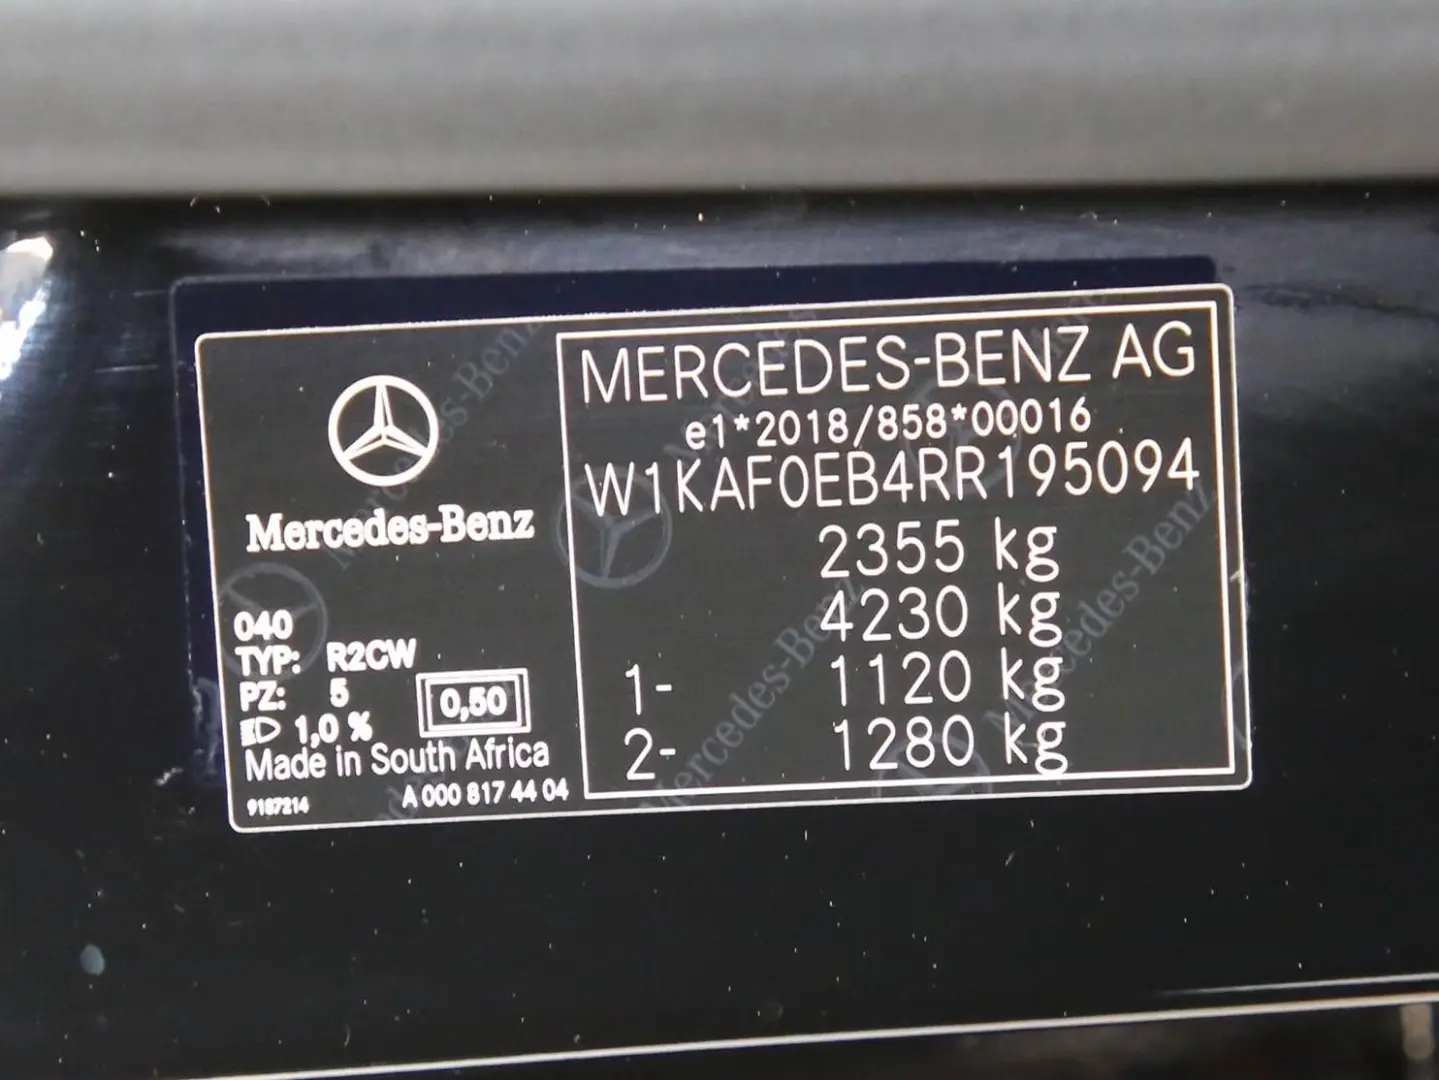 Mercedes-Benz
040
TYP: R2CW
PZ: 5
1,0 %
0,50
Made in South Africa
9187214
A 000 817 44 04
MERCEDES-BENZ AG
e1*2018/858*00016
W1KAF0EB4RR195094
2355 kg
4230 kg
1- 1120 kg
2- 1280 kg